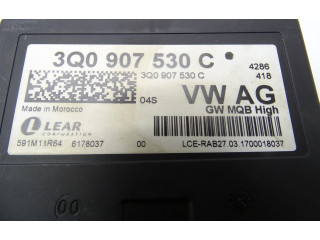 3Q0 907 530 C
4286
3Q0 907 530 C
418
Made in Morocco
04S
VW AG
GW MQB High
LEAR
CORPORATION
591M11R64 6178037 00 LCE-RAB27.03.1700018037